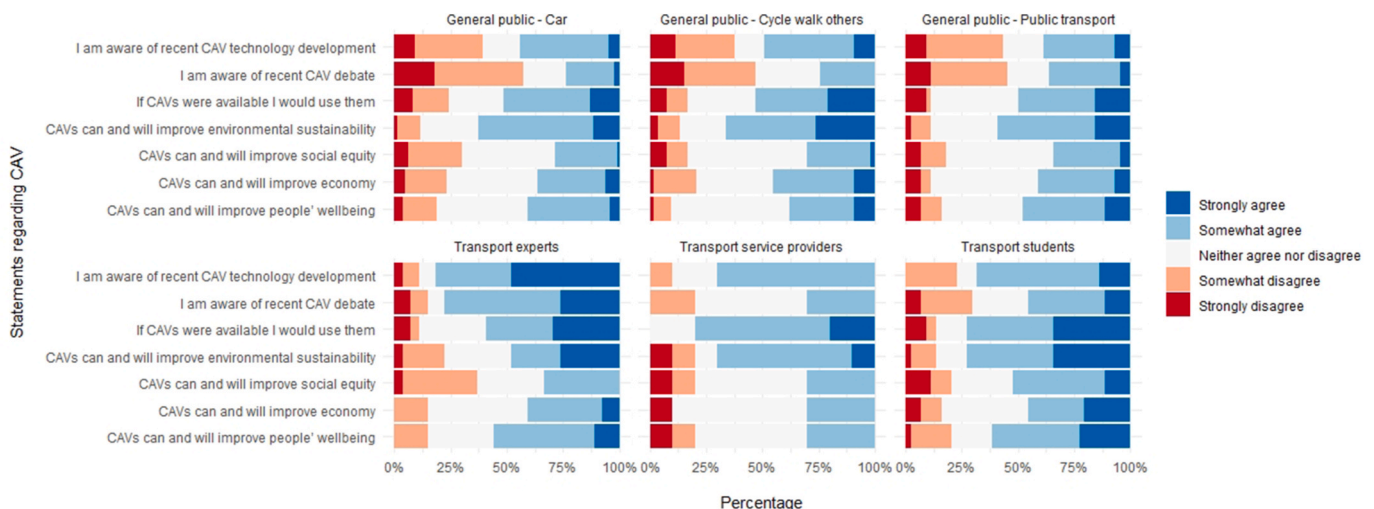 General public - Car
General public - Cycle walk others
General public - Public transport
Statements regarding CAV
I am aware of recent CAV technology development
I am aware of recent CAV debate
If CAVs were available I would use them
CAVs can and will improve environmental sustainability
CAVs can and will improve social equity
CAVs can and will improve economy
CAVs can and will improve people' wellbeing
Transport experts
Transport service providers
Transport students
I am aware of recent CAV technology development
I am aware of recent CAV debate
If CAVs were available I would use them
CAVs can and will improve environmental sustainability
CAVs can and will improve social equity
CAVs can and will improve economy
CAVs can and will improve people' wellbeing
0% 25% 50% 75% 100% 0% 25% 50% 75% 100% 0% 25% 50% 75% 100%
Percentage
Strongly agree
Somewhat agree
Neither agree nor disagree
Somewhat disagree
Strongly disagree